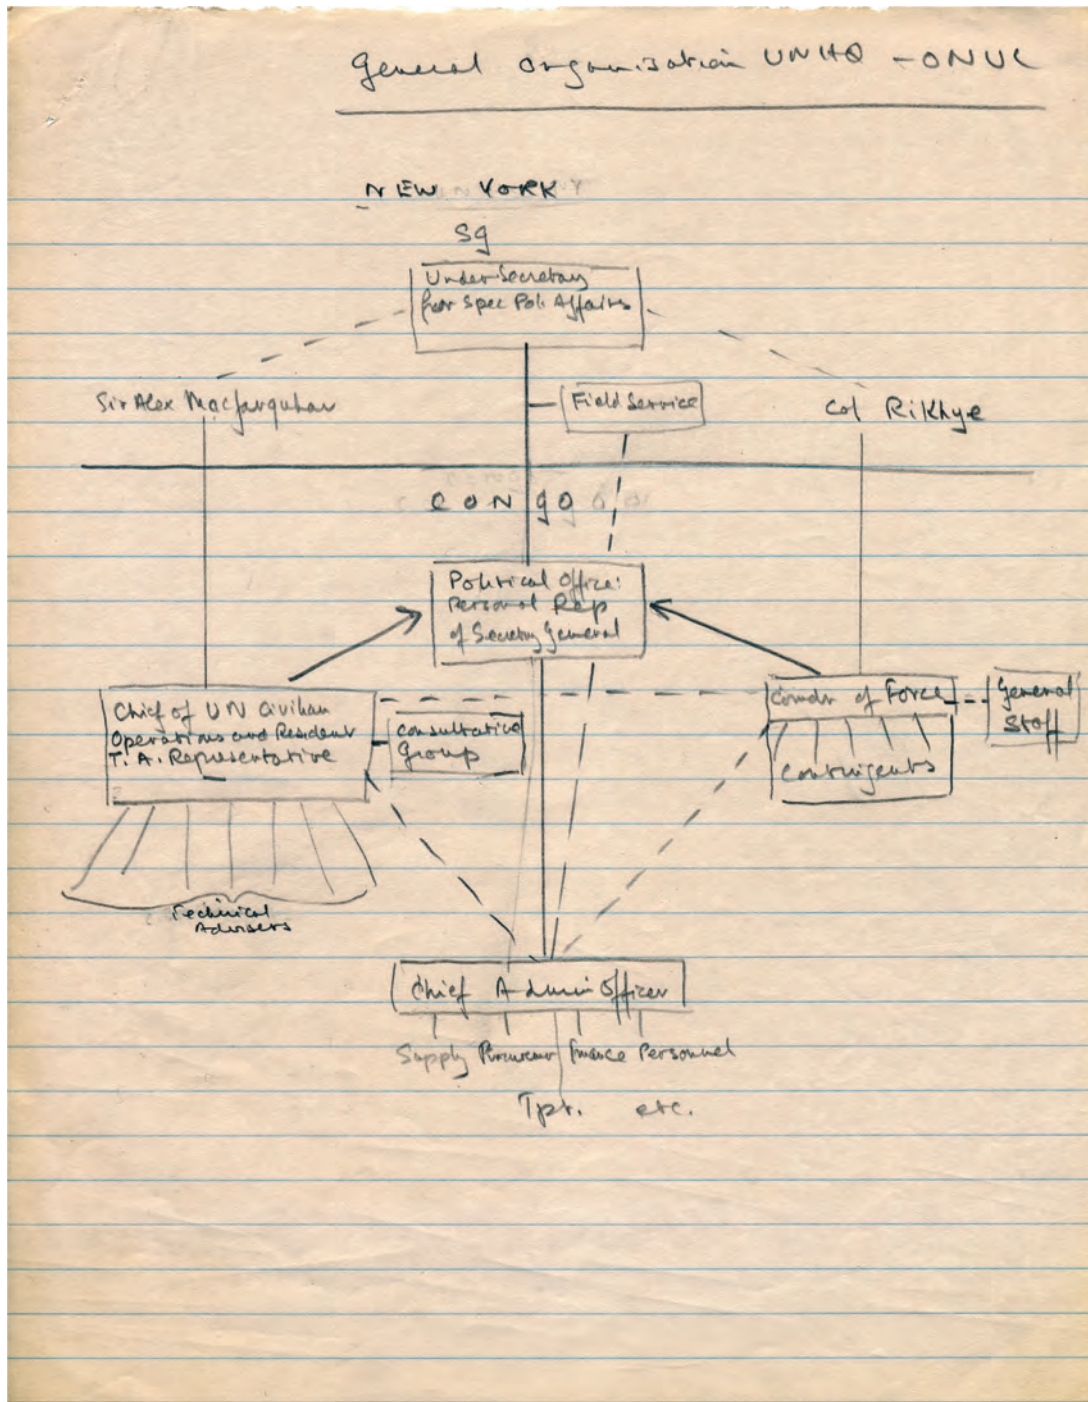 General Organisation UNHQ - ONUC
NEW YORK
SG
Under-Secretary
for Spec Pol Affairs
Sir Alex MacFarquhar
Field Service
Col Rikhye
CONGO
Political Office:
Personal Rep
of Secretary General
Chief of UN Civilian
Operations and Resident
T. A. Representative
Consultative
Group
Comdr of Force
General
Staff
Contingents
Technical
Advisers
Chief Admin Officer
Supply Finance Personnel
Tpt. etc.